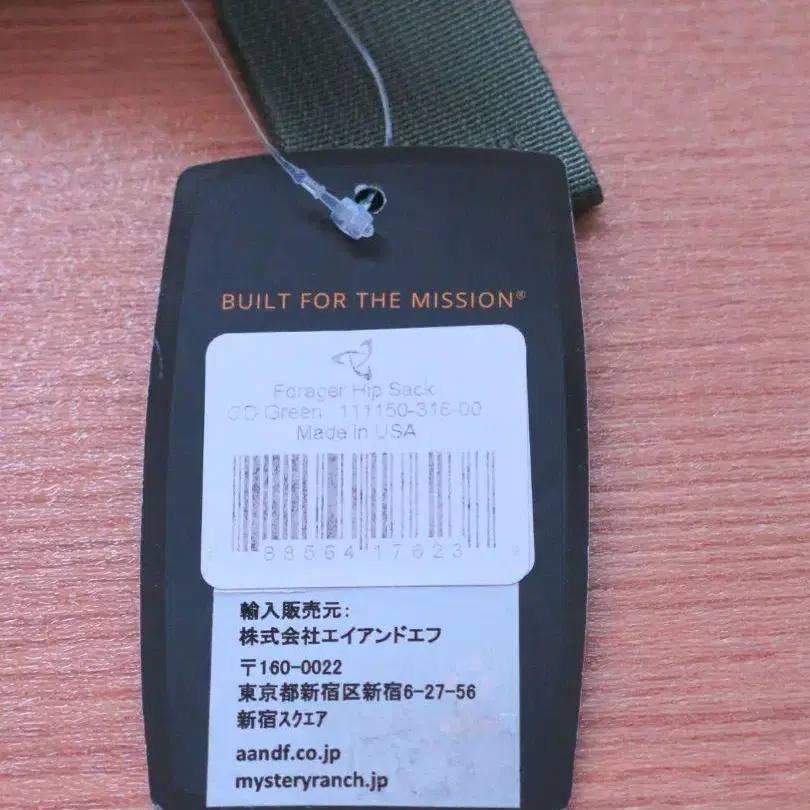 BUILT FOR THE MISSION®
Forager Hip Sack
OD Green 111150-316-00
Made in USA
88564 17623
輸入販売元:
株式会社エイアンドエフ
〒160-0022
東京都新宿区新宿6-27-56
新宿スクエア
aandf.co.jp
mysteryranch.jp